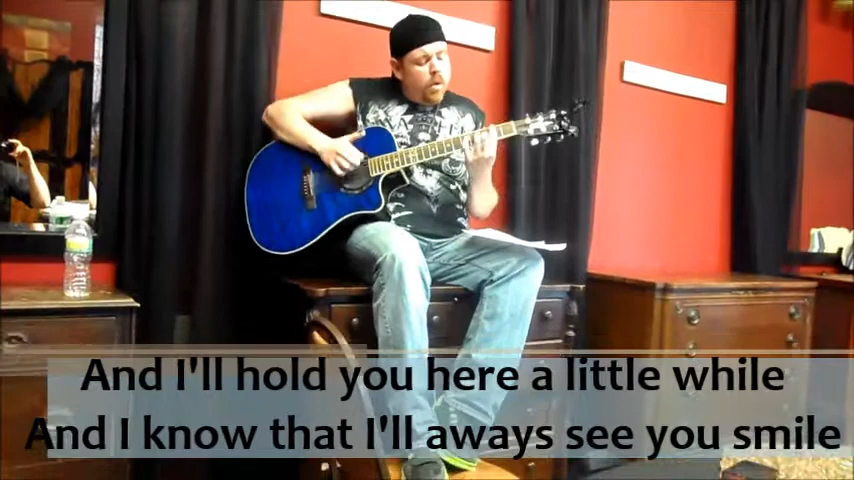 And I'll hold you here a little while
And I know that I'll aways see you smile